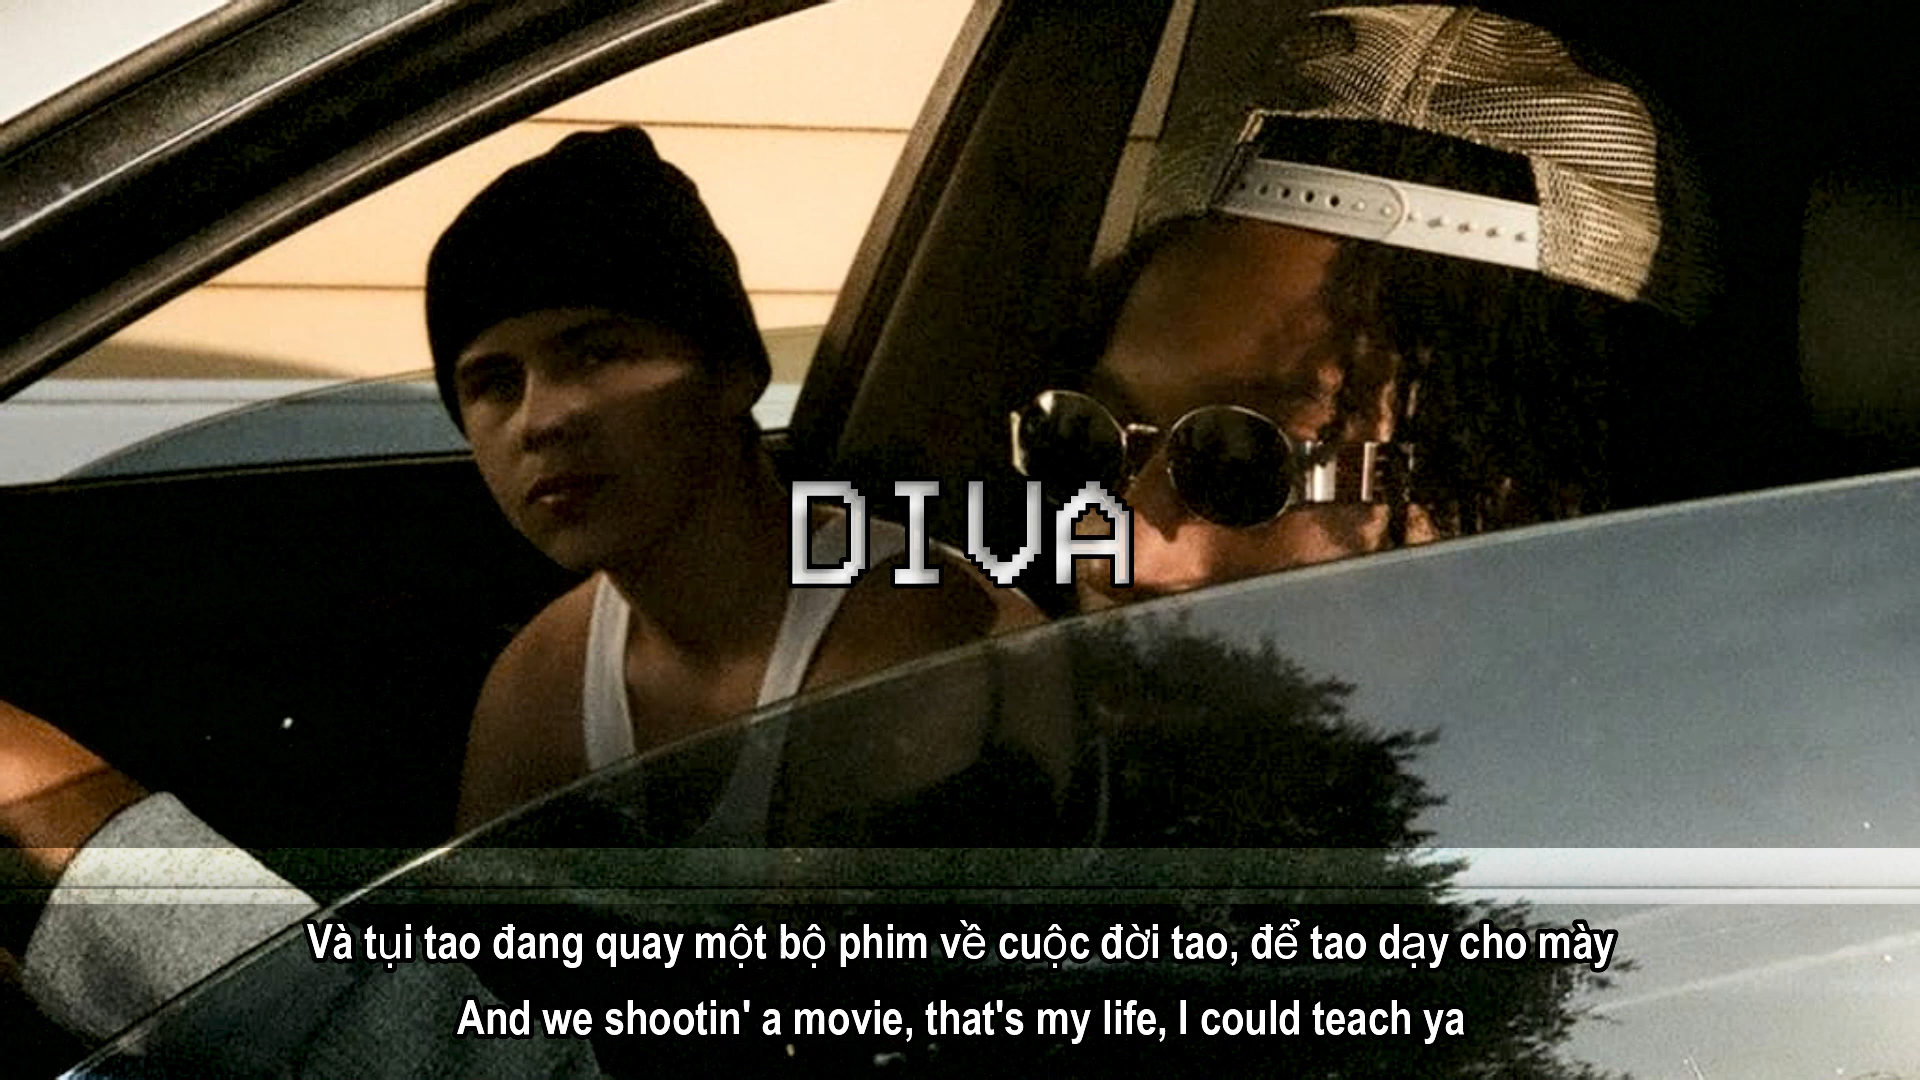 DIVA
Và tụi tao đang quay một bộ phim về cuộc đời tao, để tao dạy cho mày
And we shootin' a movie, that's my life, I could teach ya